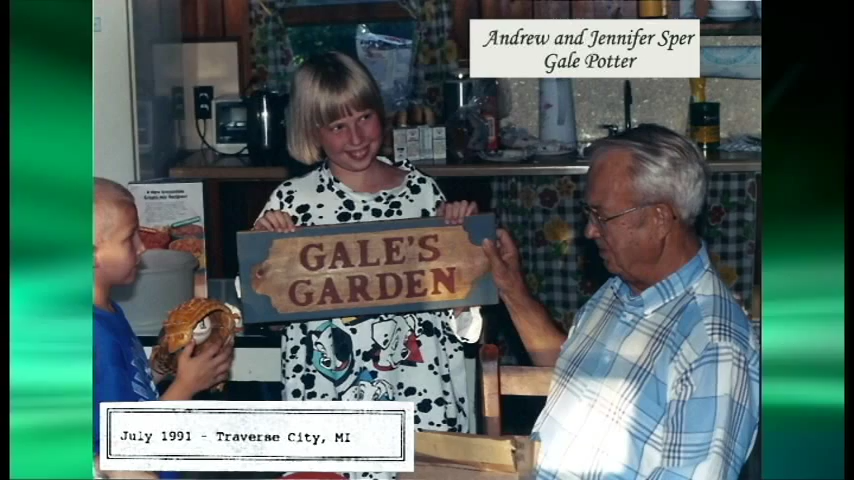 Andrew and Jennifer Sper
Gale Potter
GALE'S
GARDEN
July 1991 - Traverse City, MI